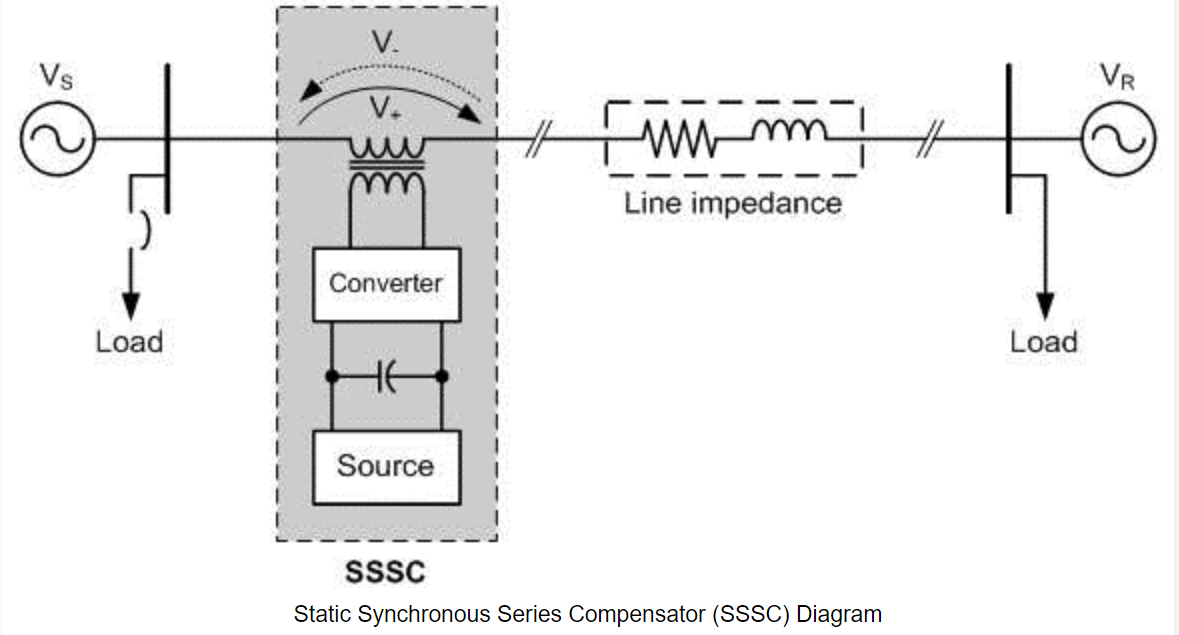 V-
VS
VR
V+
Line impedance
Converter
Load
Load
Source
SSSC
Static Synchronous Series Compensator (SSSC) Diagram